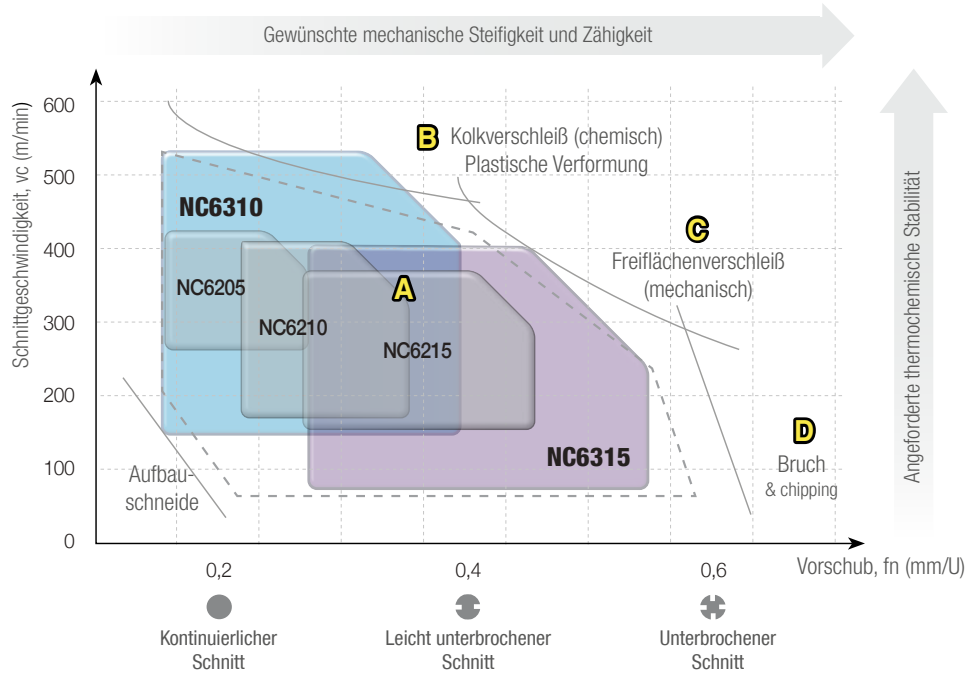 Gewünschte mechanische Steifigkeit und Zähigkeit
Schnittgeschwindigkeit, vc (m/min)
600
500
400
300
200
100
0
B
Kolkverschleiß (chemisch)
Plastische Verformung
NC6310
C
Freiflächenverschleiß
(mechanisch)
NC6205
A
NC6210
NC6215
D
Bruch
& chipping
NC6315
Aufbau-
schneide
Angeforderte thermochemische Stabilität
0,2
0,4
0,6
Vorschub, fn (mm/U)
Kontinuierlicher
Schnitt
Leicht unterbrochener
Schnitt
Unterbrochener
Schnitt